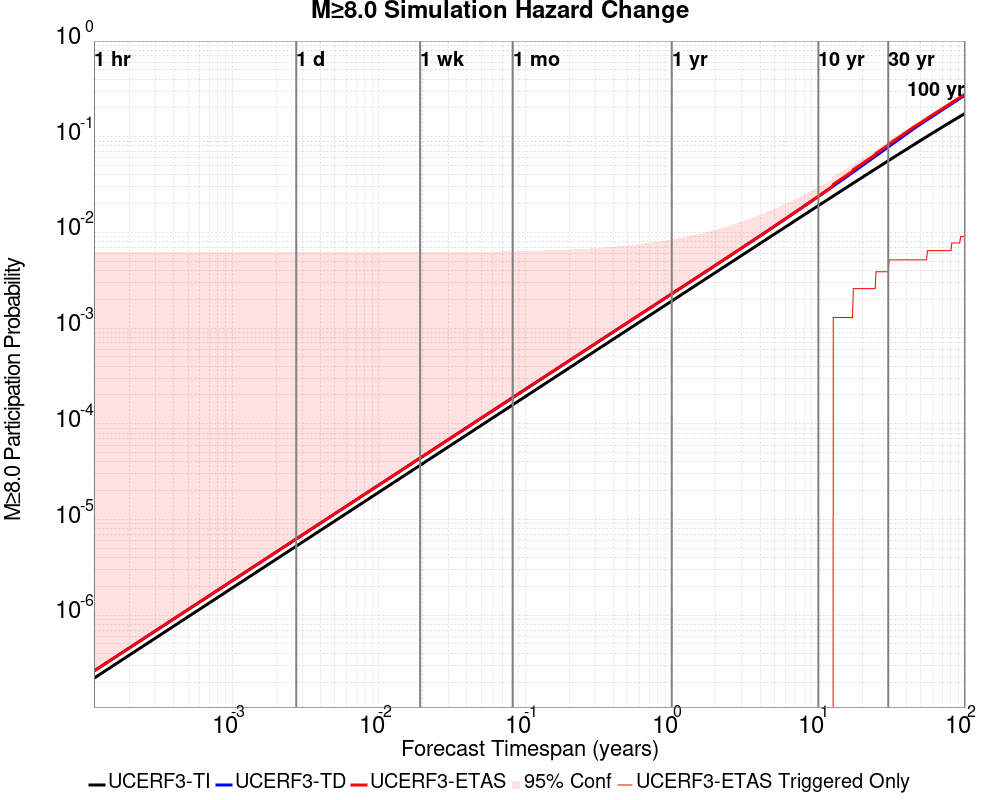 M≥8.0 Simulation Hazard Change
10^0
10^-1
10^-2
10^-3
10^-4
10^-5
10^-6
M≥8.0 Participation Probability
1 hr 1 d 1 wk 1 mo 1 yr 10 yr 30 yr
100 yr
10^-3 10^-2 10^-1 10^0 10^1 10^2
Forecast Timespan (years)
UCERF3-TI UCERF3-TD UCERF3-ETAS 95% Conf UCERF3-ETAS Triggered Only